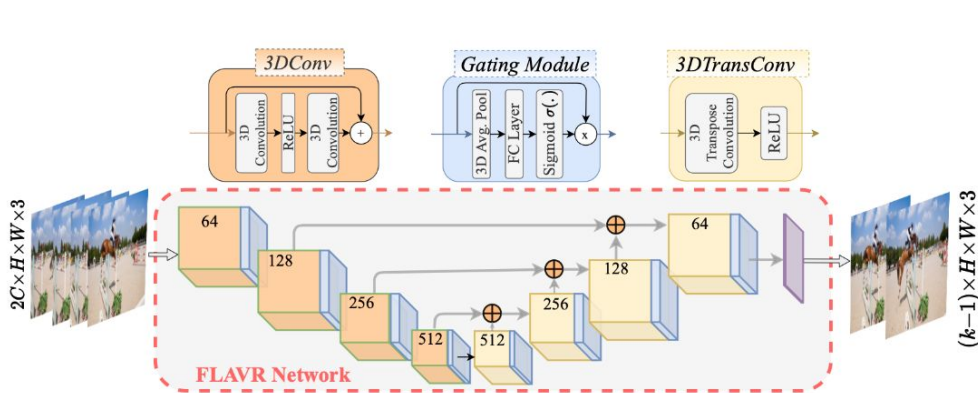 3DConv
Gating Module
3DTransConv
3D
Convolution
ReLU
3D
Convolution
+
3D Avg. Pool
FC Layer
Sigmoid σ(.)
x
3D
Transpose
Convolution
ReLU
2C×H×W×3
64
128
256
512
512
256
128
64
(k−1)×H×W×3
FLAVR Network